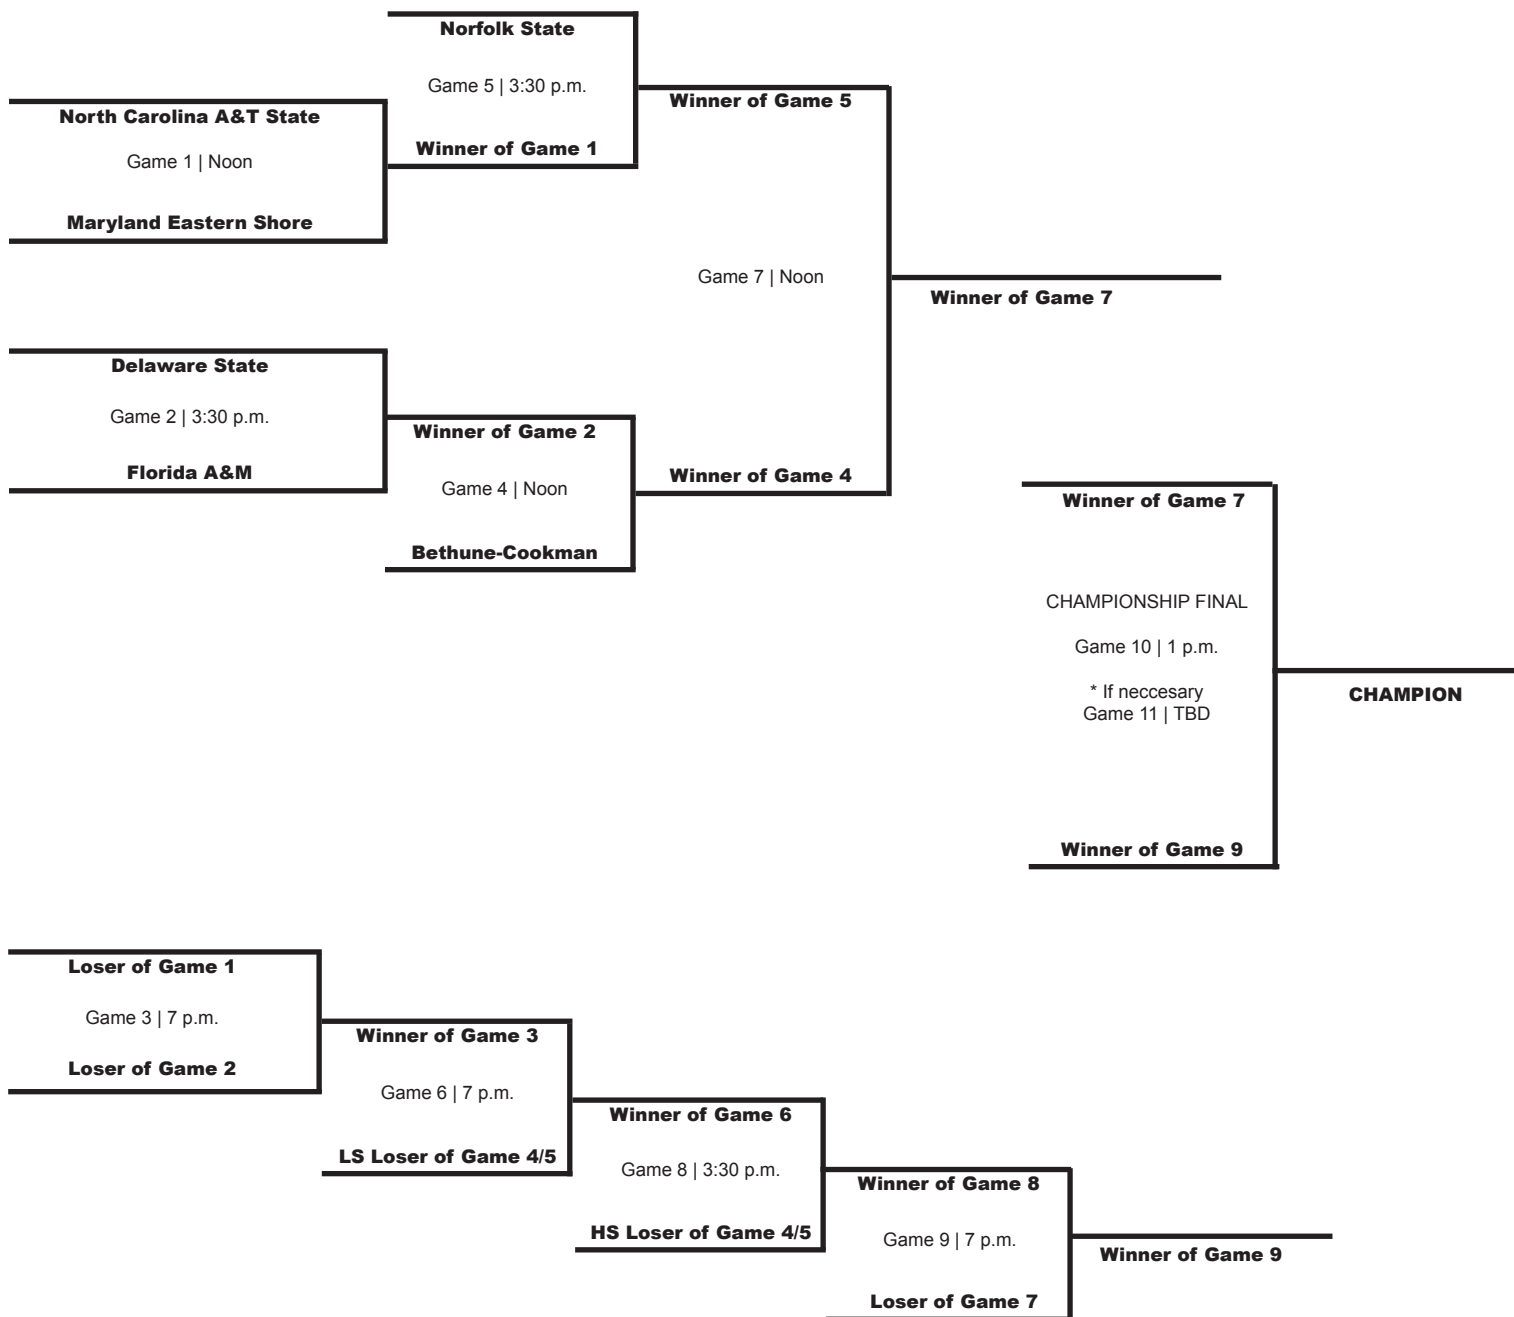 Norfolk State
Game 5 | 3:30 p.m.
Winner of Game 1
North Carolina A&T State
Game 1 | Noon
Maryland Eastern Shore
Winner of Game 5
Game 7 | Noon
Winner of Game 4
Winner of Game 7
Delaware State
Game 2 | 3:30 p.m.
Florida A&M
Winner of Game 2
Game 4 | Noon
Bethune-Cookman
Winner of Game 7
CHAMPIONSHIP FINAL
Game 10 | 1 p.m.
* If neccesary
Game 11 | TBD
Winner of Game 9
CHAMPION
Loser of Game 1
Game 3 | 7 p.m.
Loser of Game 2
Winner of Game 3
Game 6 | 7 p.m.
LS Loser of Game 4/5
Winner of Game 6
Game 8 | 3:30 p.m.
HS Loser of Game 4/5
Winner of Game 8
Game 9 | 7 p.m.
Loser of Game 7
Winner of Game 9